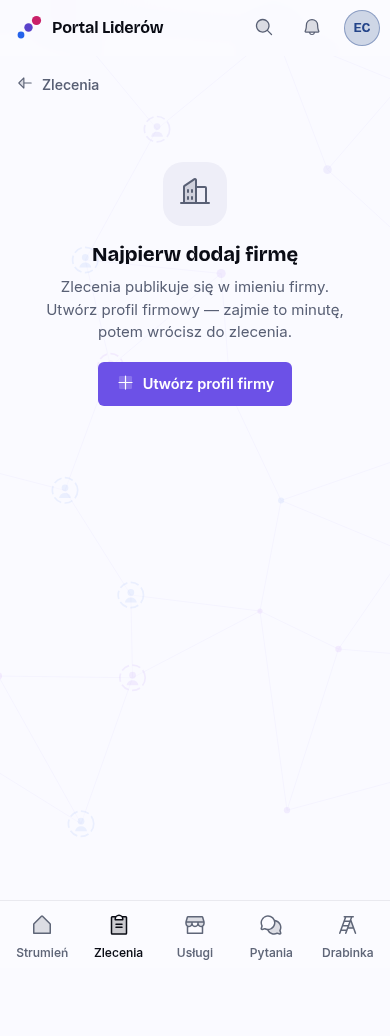 Portal Liderów
EC
Zlecenia
Najpierw dodaj firmę
Zlecenia publikuje się w imieniu firmy.
Utwórz profil firmowy — zajmie to minutę,
potem wrócisz do zlecenia.
Utwórz profil firmy
Strumień
Zlecenia
Usługi
Pytania
Drabinka